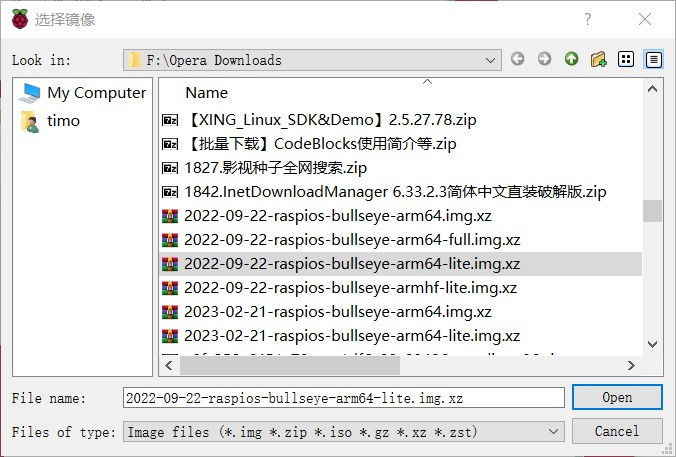 选择镜像
Look in:
F:\Opera Downloads
My Computer
timo
Name
【XING_Linux_SDK&Demo】2.5.27.78.zip
【批量下载】CodeBlocks使用简介等.zip
1827.影视种子全网搜索.zip
1842.InetDownloadManager 6.33.2.3简体中文直装破解版.zip
2022-09-22-raspios-bullseye-arm64.img.xz
2022-09-22-raspios-bullseye-arm64-full.img.xz
2022-09-22-raspios-bullseye-arm64-lite.img.xz
2022-09-22-raspios-bullseye-armhf-lite.img.xz
2023-02-21-raspios-bullseye-arm64.img.xz
2023-02-21-raspios-bullseye-arm64-lite.img.xz
File name:
2022-09-22-raspios-bullseye-arm64-lite.img.xz
Open
Files of type:
Image files (*.img *.zip *.iso *.gz *.xz *.zst)
Cancel